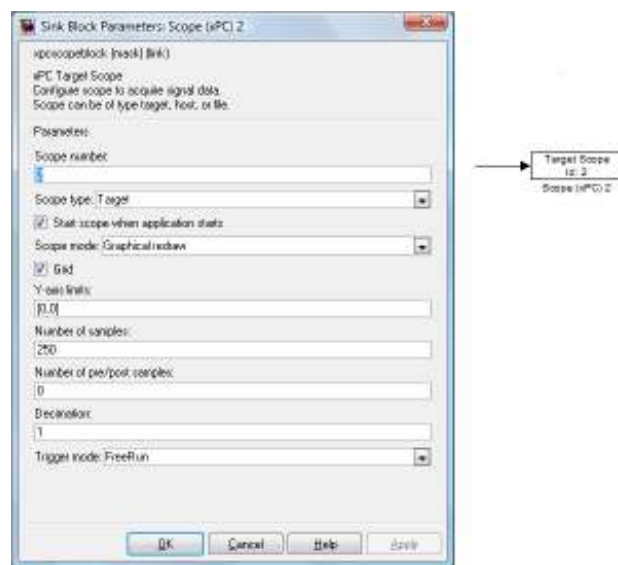 Sink Block Parameters: Scope (xPC) 2
xpcscopeblock (mask) (link)
xPC Target Scope
Configure scope to acquire signal data.
Scope can be of type target, host, or file.
Parameters
Scope number:
Scope type: Target
Start scope when application starts
Scope mode: Graphical redraw
Grid
Y-axis limits:
[0,0]
Number of samples:
250
Number of pre/post samples:
0
Decimation:
1
Trigger mode: FreeRun
OK Cancel Help Apply
Target Scope
Id: 2
Scope (xPC) 2